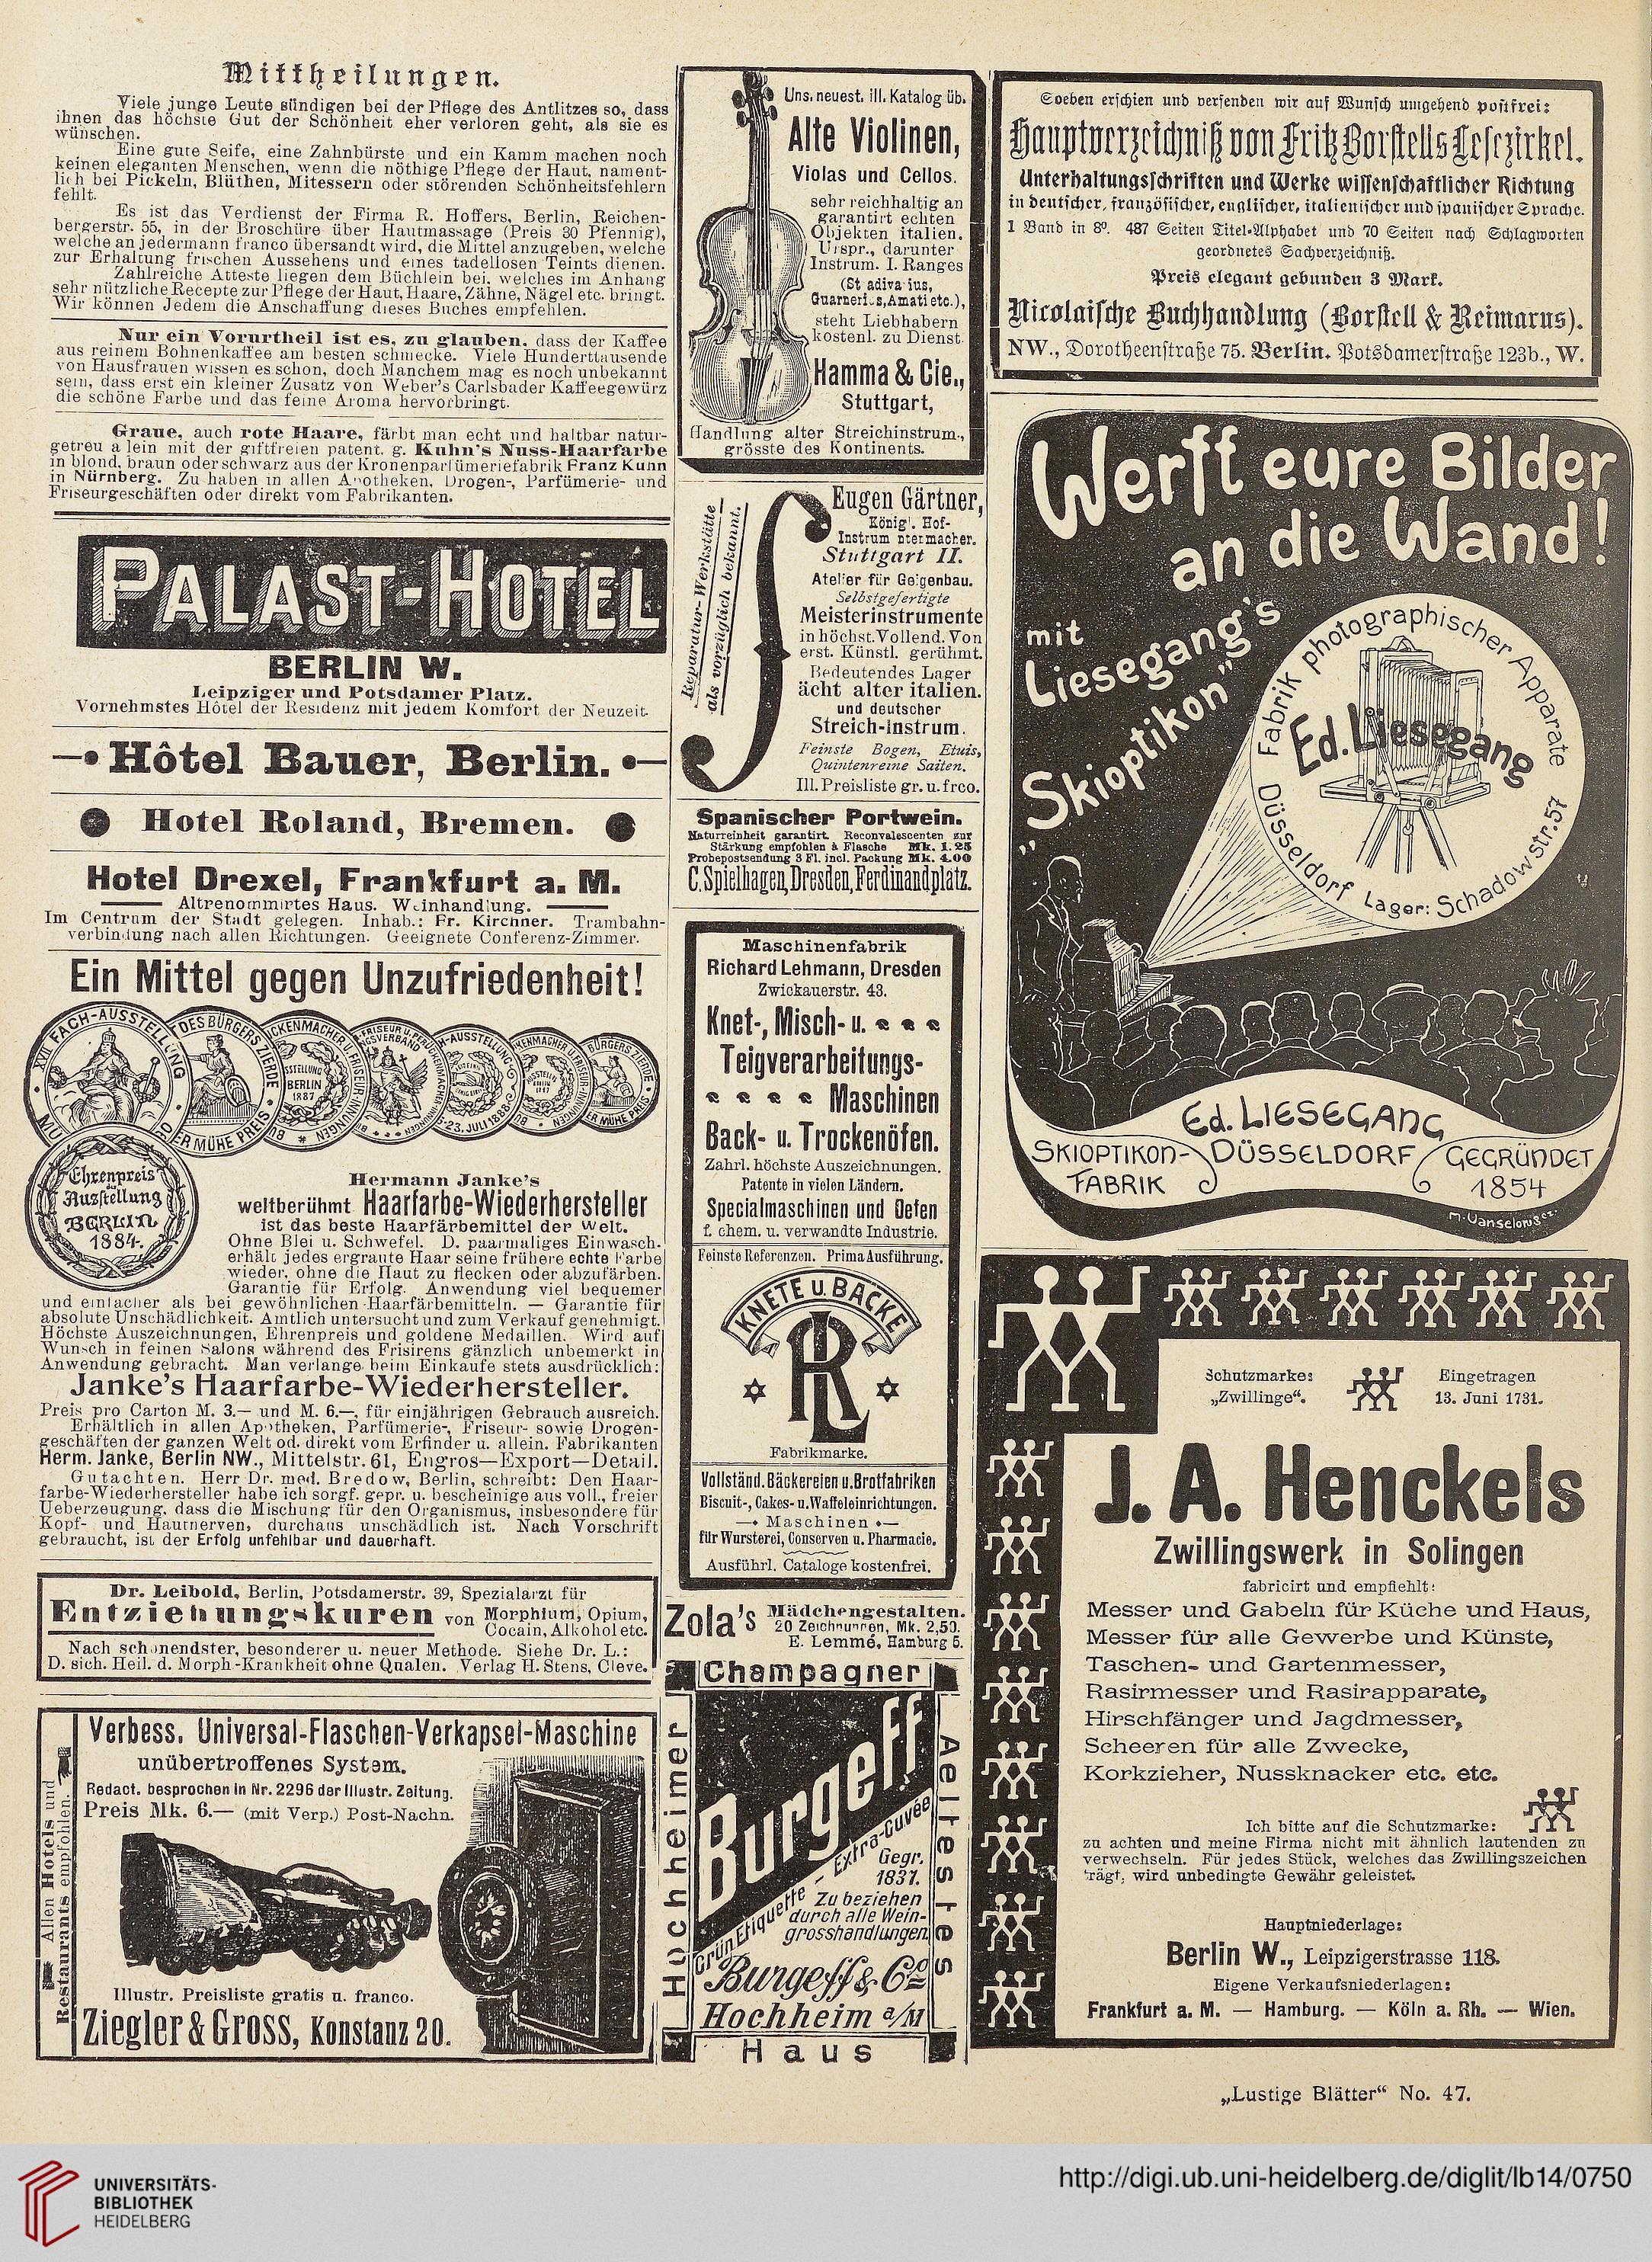 Mittheilungen.
Viele junge Leute sündigen bei der Pflege des Antlitzes so, dass
ihnen das höchste Gut der Schönheit eher verloren geht, als sie es
wünschen.
Eine gute Seife, eine Zahnbürste und ein Kamm machen noch
keinen eleganten Menschen, wenn die nöthige Pflege der Haut, nament-
lich bei Pickeln, Blüthen, Mitessern oder störenden Schönheitsfehlern
fehlt.
Es ist das Verdienst der Firma R. Hoffers, Berlin, Reichen-
bergerstr. 55, in der Broschüre über Hautmassage (Preis 30 Pfennig),
welche an jedermann franco übersandt wird, die Mittel anzugeben, welche
zur Erhaltung frischen Aussehens und eines tadellosen Teints dienen.
Zahlreiche Atteste liegen dem Büchlein bei, welches im Anhang
sehr nützliche Recepte zur Pflege der Haut, Haare, Zähne, Nägel etc. bringt.
Wir können Jedem die Anschaffung dieses Buches empfehlen.
Nur ein Vorurtheil ist es, zu glauben, dass der Kaffee
aus reinem Bohnenkaffee am besten schmecke. Viele Hunderttausende
von Hausfrauen wissen es schon, doch Manchem mag es noch unbekannt
sein, dass erst ein kleiner Zusatz von Weber's Carlsbader Kaffeegewürz
die schöne Farbe und das feine Aroma hervorbringt.
Graue, auch rote Haare, färbt man echt und haltbar natur-
getreu allein mit der giftfreien patent. g. Kuhn's Nuss-Haarfarbe
in blond, braun oder schwarz aus der Kronenparfümeriefabrik Franz Kuhn
in Nürnberg. Zu haben in allen Apotheken, Drogen-, Parfümerie- und
Friseurgeschäften oder direkt vom Fabrikanten.
PALAST-HOTEL
BERLIN W.
Leipziger und Potsdamer Platz.
Vornehmstes Hôtel der Residenz mit jedem Komfort der Neuzeit.
Hôtel Bauer, Berlin.
Hotel Roland, Bremen.
Hotel Drexel, Frankfurt a. M.
Altrenommirtes Haus. Weinhandlung.
Im Centrum der Stadt gelegen. Inhab.: Fr. Kirchner. Trambahn-
verbindung nach allen Richtungen. Geeignete Conferenz-Zimmer.
Ein Mittel gegen Unzufriedenheit!
XVII. FACH-AUSSTELLUNG
DES BÜRGERS ZIERDE
BERLIN
1887
23. JULI 1888
Ehrenpreis
Ausstellung
BERLIN
1884.
Hermann Janke's
weltberühmt Haarfarbe-Wiederhersteller
ist das beste Haarfärbemittel der Welt.
Ohne Blei u. Schwefel. D. paarmaliges Einwasch.
erhält jedes ergraute Haar seine frühere echte Farbe
wieder, ohne die Haut zu flecken oder abzufärben.
Garantie für Erfolg. Anwendung viel bequemer
und einfacher als bei gewöhnlichen Haarfärbemitteln. — Garantie für
absolute Unschädlichkeit. Amtlich untersucht und zum Verkauf genehmigt.
Höchste Auszeichnungen, Ehrenpreis und goldene Medaillen. Wird auf
Wunsch in feinen Salons während des Frisirens gänzlich unbemerkt in
Anwendung gebracht. Man verlange beim Einkaufe stets ausdrücklich:
Janke's Haarfarbe-Wiederhersteller.
Preis pro Carton M. 3.— und M. 6.—, für einjährigen Gebrauch ausreich.
Erhältlich in allen Apotheken, Parfümerie-, Friseur- sowie Drogen-
geschäften der ganzen Welt od. direkt vom Erfinder u. allein. Fabrikanten
Herm. Janke, Berlin NW., Mittelstr. 61, Engros—Export—Detail.
Gutachten. Herr Dr. med. Bredow, Berlin, schreibt: Den Haar-
farbe-Wiederhersteller habe ich sorgf. gepr. u. bescheinige aus voll., freier
Ueberzeugung, dass die Mischung für den Organismus, insbesondere für
Kopf- und Hautnerven, durchaus unschädlich ist. Nach Vorschrift
gebraucht, ist der Erfolg unfehlbar und dauerhaft.
Dr. Leibold, Berlin, Potsdamerstr. 39, Spezialarzt für
Entziehungskuren von Morphium, Opium,
Cocain, Alkohol etc.
Nach schonendster, besonderer u. neuer Methode. Siehe Dr. L.:
D. sich. Heil. d. Morph-Krankheit ohne Qualen. Verlag H. Stens, Cleve.
Allen Hotels und
Restaurants empfohlen.
Verbess. Universal-Flaschen-Verkapsel-Maschine
unübertroffenes System.
Redact. besprochen in Nr. 2296 der Illustr. Zeitung.
Preis Mk. 6.— (mit Verp.) Post-Nachn.
Illustr. Preisliste gratis u. franco.
Ziegler & Gross, Konstanz 20.
Uns. neuest. ill. Katalog üb.
Alte Violinen,
Violas und Cellos.
sehr reichhaltig an
garantirt echten
Objekten italien.
Urspr., darunter
Instrum. I. Ranges
(Stradivarius,
Guarnerius, Amati etc.),
steht Liebhabern
kostenl. zu Dienst.
Hamma & Cie.,
Stuttgart,
Handlung alter Streichinstrum.,
grösste des Kontinents.
Reparatur-Werkstätte
als vorzüglich bekannt.
Eugen Gärtner,
Königl. Hof-
Instrumentenmacher.
Stuttgart II.
Atelier für Geigenbau.
Selbstgefertigte
Meisterinstrumente
in höchst. Vollend. Von
erst. Künstl. gerühmt.
Bedeutendes Lager
ächt alter italien.
und deutscher
Streich-Instrum.
Feinste Bogen, Etuis,
Quintenreine Saiten.
Ill. Preisliste gr. u. frco.
Spanischer Portwein.
Naturreinheit garantirt. Reconvalescenten zur
Stärkung empfohlen à Flasche Mk. 1.25
Probepostsendung 3 Fl. incl. Packung Mk. 4.00
C. Spielhagen, Dresden, Ferdinandplatz.
Maschinenfabrik
Richard Lehmann, Dresden
Zwickauerstr. 43.
Knet-, Misch- u.
Teigverarbeitungs-
Maschinen
Back- u. Trockenöfen.
Zahrl. höchste Auszeichnungen.
Patente in vielen Ländern.
Specialmaschinen und Oefen
f. chem. u. verwandte Industrie.
Feinste Referenzen. Prima Ausführung.
KNETE u. BACKE
RL
Fabrikmarke.
Vollständ. Bäckereien u. Brotfabriken
Biscuit-, Cakes- u. Waffeleinrichtungen.
Maschinen
für Wursterei, Conserven u. Pharmacie.
Ausführl. Cataloge kostenfrei.
Zola's Mädchengestalten.
20 Zeichnungen, Mk. 2,50.
E. Lemmé, Hamburg 5.
Champagner
Hochheimer
Aeltestes
Burgeff
Grün Etiquette - Extra-Cuvée
Gegr.
1837.
Zu beziehen
durch alle Wein-
grosshandlungen
Burgeff & Co
Hochheim a/M
Haus
Soeben erschien und versenden wir auf Wunsch umgehend postfrei:
Hauptverzeichniß von Fritz Borstells Lesezirkel.
Unterhaltungsschriften und Werke wissenschaftlicher Richtung
in deutscher, französischer, englischer, italienischer und spanischer Sprache.
1 Band in 8º. 487 Seiten Titel-Alphabet und 70 Seiten nach Schlagworten
geordnetes Sachverzeichniß.
Preis elegant gebunden 3 Mark.
Nicolaische Buchhandlung (Borstell & Reimarus).
NW., Dorotheenstraße 75. Berlin. Potsdamerstraße 123b., W.
Werft eure Bilder
an die Wand!
mit
Liesegang's
"Skioptikon"
Fabrik photographischer Apparate
Ed. Liesegang
Düsseldorf Lager: Schadowstr. 57
Ed. LIESEGANG
SKIOPTIKON- DÜSSELDORF GEGRÜNDET
FABRIK 1854
Schutzmarke: Eingetragen
„Zwillinge“. 13. Juni 1731.
J. A. Henckels
Zwillingswerk in Solingen
fabricirt und empfiehlt:
Messer und Gabeln für Küche und Haus,
Messer für alle Gewerbe und Künste,
Taschen- und Gartenmesser,
Rasirmesser und Rasirapparate,
Hirschfänger und Jagdmesser,
Scheeren für alle Zwecke,
Korkzieher, Nussknacker etc. etc.
Ich bitte auf die Schutzmarke:
zu achten und meine Firma nicht mit ähnlich lautenden zu
verwechseln. Für jedes Stück, welches das Zwillingszeichen
trägt, wird unbedingte Gewähr geleistet.
Hauptniederlage:
Berlin W., Leipzigerstrasse 118.
Eigene Verkaufsniederlagen:
Frankfurt a. M. — Hamburg. — Köln a. Rh. — Wien.
„Lustige Blätter“ No. 47.
UNIVERSITÄTS-
BIBLIOTHEK
HEIDELBERG
http://digi.ub.uni-heidelberg.de/diglit/lb14/0750